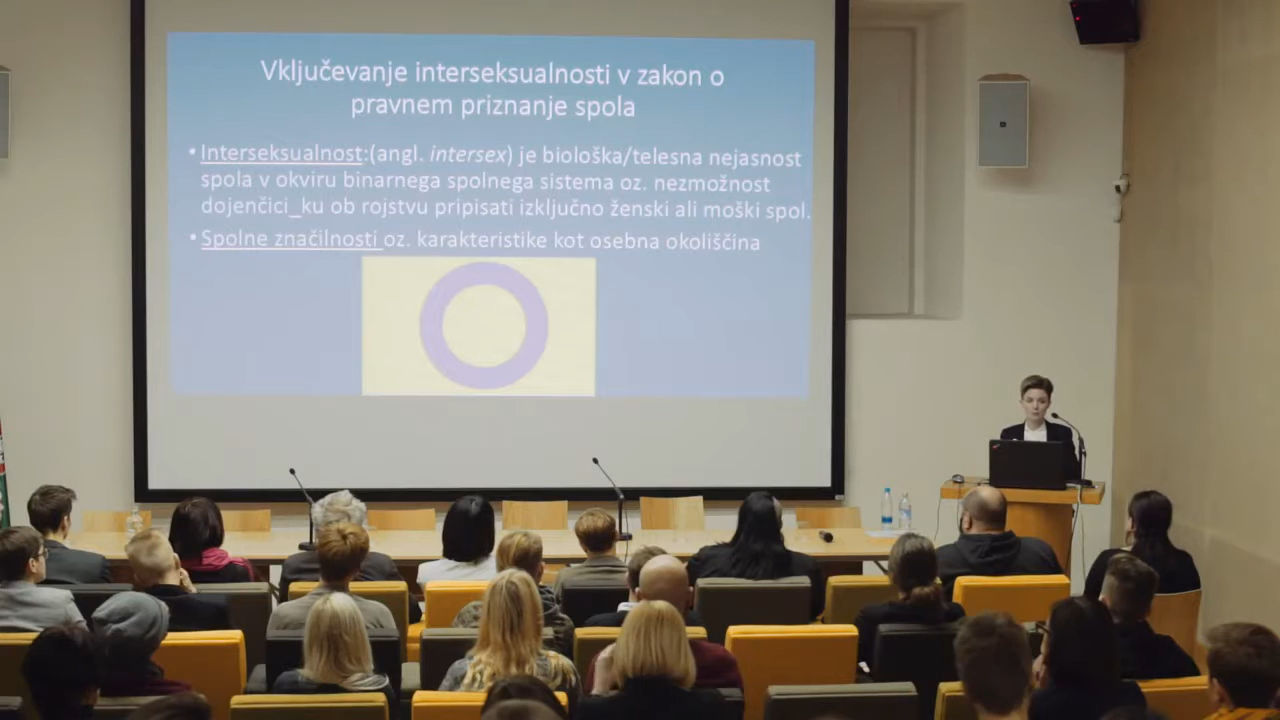 Vključevanje interseksualnosti v zakon o
pravnem priznanje spola
• Interseksualnost:(angl. intersex) je biološka/telesna nejasnost
spola v okviru binarnega spolnega sistema oz. nezmožnost
dojenčici_ku ob rojstvu pripisati izključno ženski ali moški spol.
• Spolne značilnosti oz. karakteristike kot osebna okoliščina